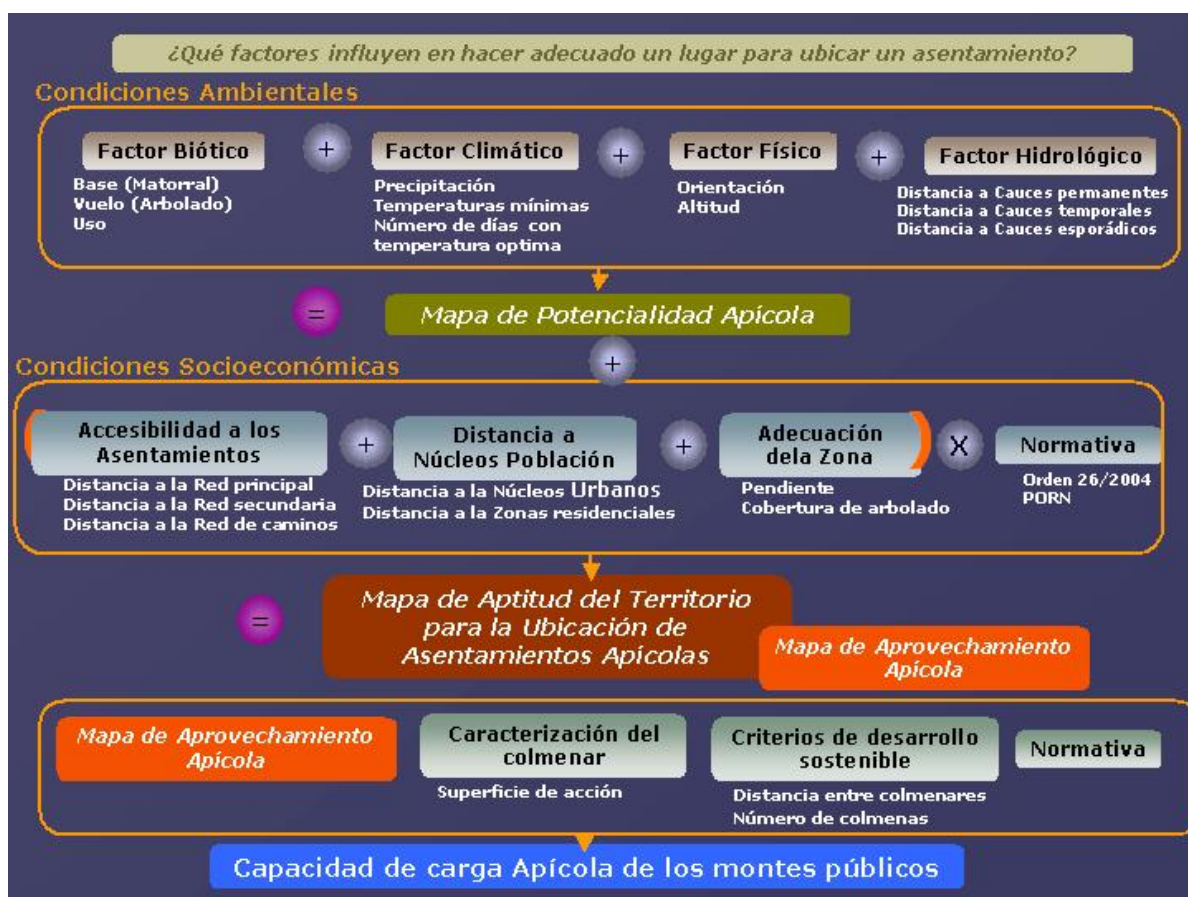 ¿Qué factores influyen en hacer adecuado un lugar para ubicar un asentamiento?
Condiciones Ambientales
Factor Biótico
+
Factor Climático
+
Factor Físico
+
Factor Hidrológico
Base (Matorral)
Vuelo (Arbolado)
Uso
Precipitación
Temperaturas mínimas
Número de días con
temperatura optima
Orientación
Altitud
Distancia a Cauces permanentes
Distancia a Cauces temporales
Distancia a Cauces esporádicos
=
Mapa de Potencialidad Apícola
+
Condiciones Socioeconómicas
(
Accesibilidad a los
Asentamientos
+
Distancia a
Núcleos Población
+
Adecuación
dela Zona
)
X
Normativa
Distancia a la Red principal
Distancia a la Red secundaria
Distancia a la Red de caminos
Distancia a la Núcleos Urbanos
Distancia a la Zonas residenciales
Pendiente
Cobertura de arbolado
Orden 26/2004
PORN
=
Mapa de Aptitud del Territorio
para la Ubicación de
Asentamientos Apícolas
Mapa de Aprovechamiento
Apícola
Mapa de Aprovechamiento
Apícola
Caracterización del
colmenar
Criterios de desarrollo
sostenible
Normativa
Superficie de acción
Distancia entre colmenares
Número de colmenas
Capacidad de carga Apícola de los montes públicos